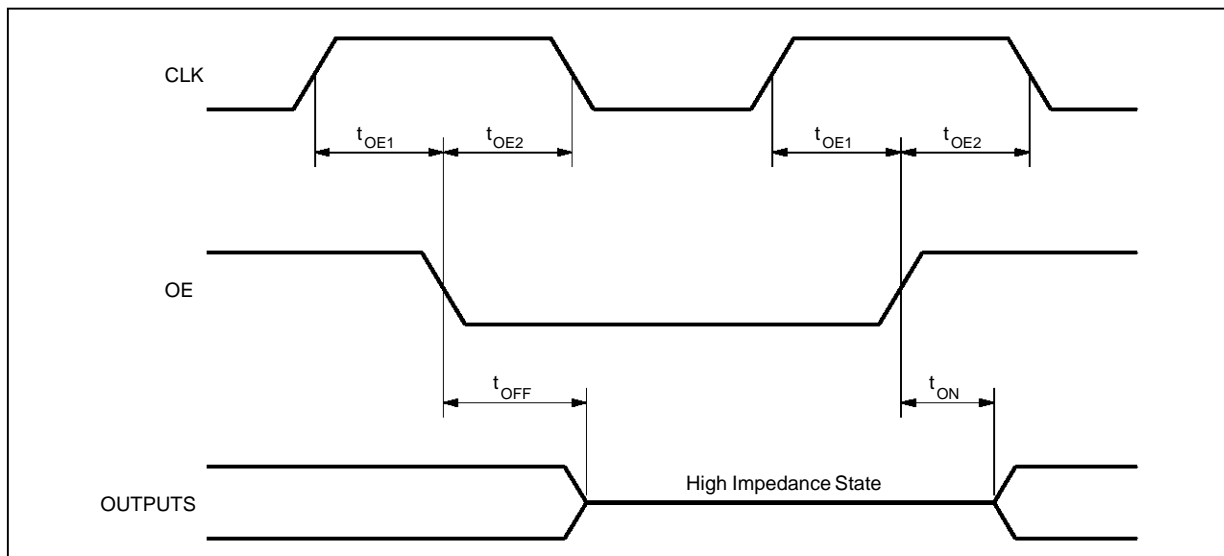 CLK
tOE1 tOE2 tOE1 tOE2
OE
tOFF tON
High Impedance State
OUTPUTS